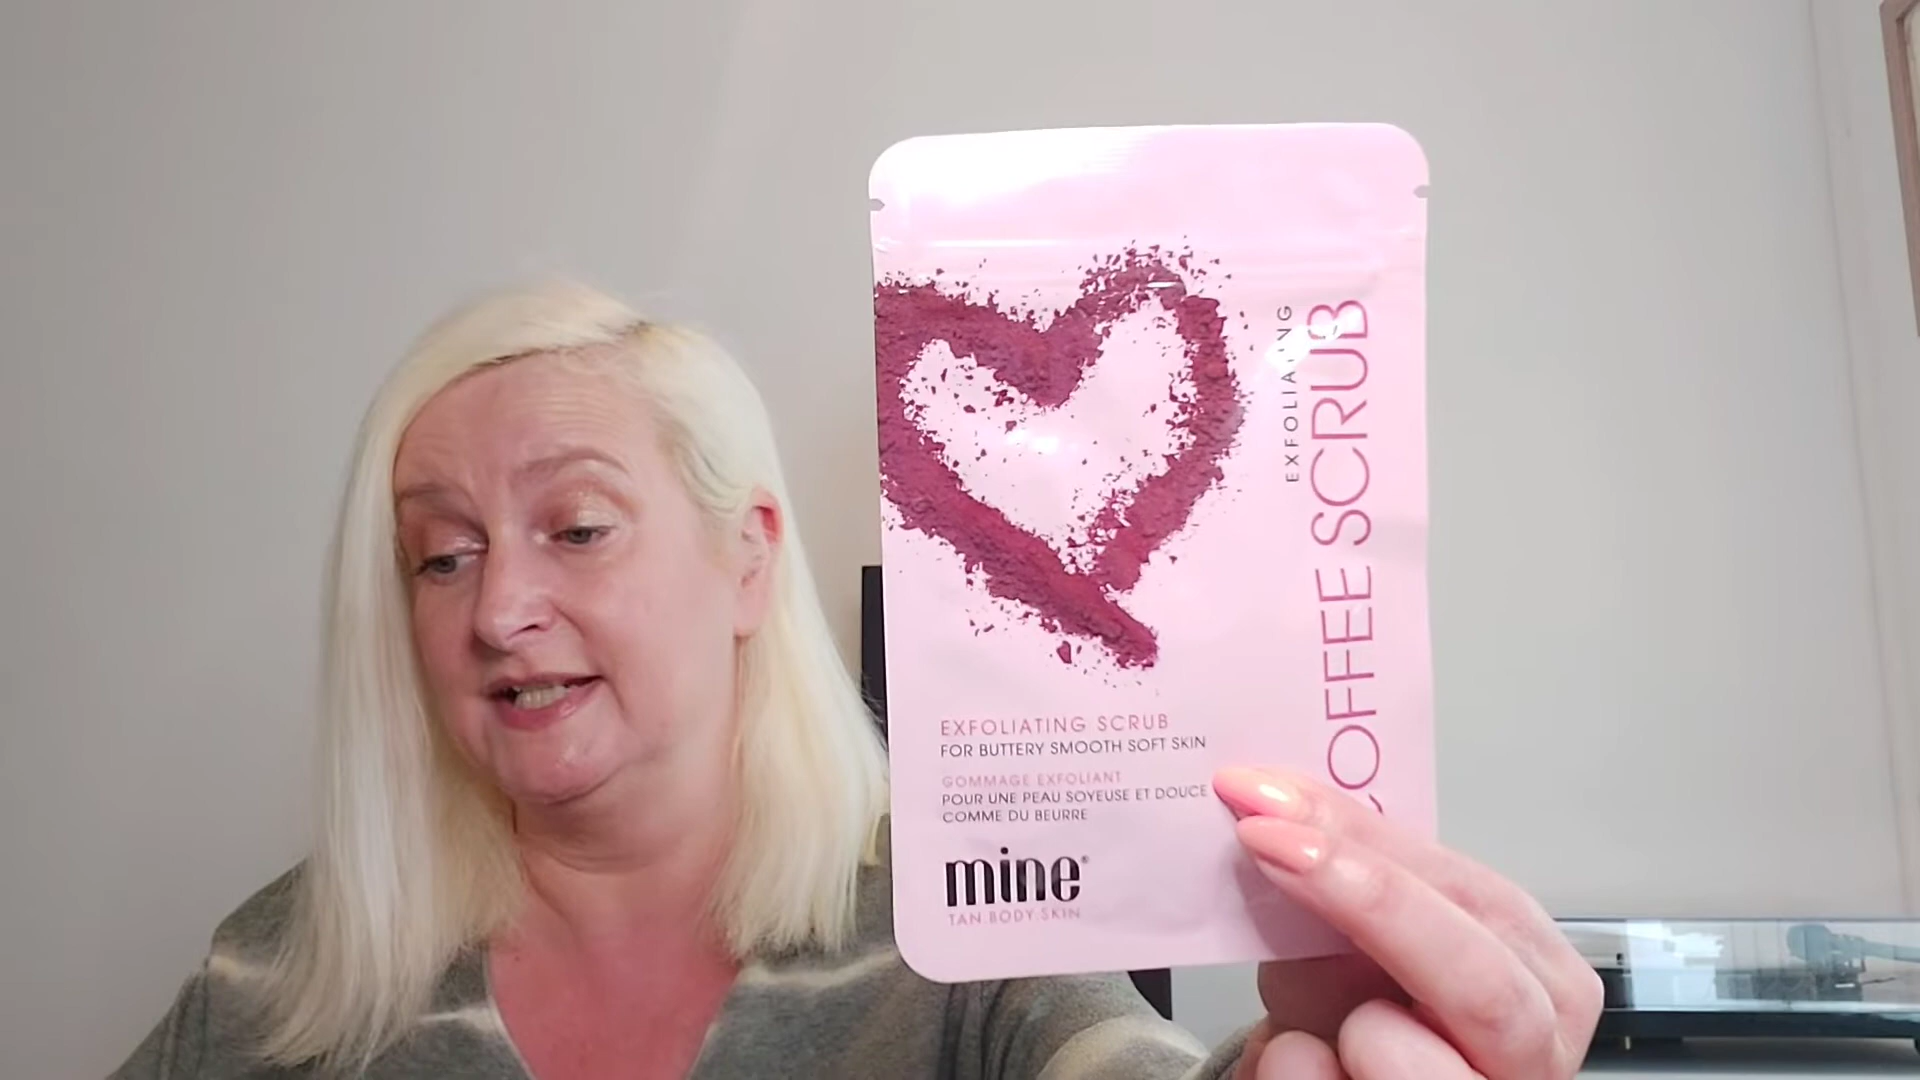 EXFOLIATING SCRUB
FOR BUTTERY SMOOTH SOFT SKIN
GOMMAGE EXFOLIANT
POUR UNE PEAU SOYEUSE ET DOUCE
COMME DU BEURRE
mine®
TAN.BODY.SKIN
EXFOLIATING
COFFEE SCRUB